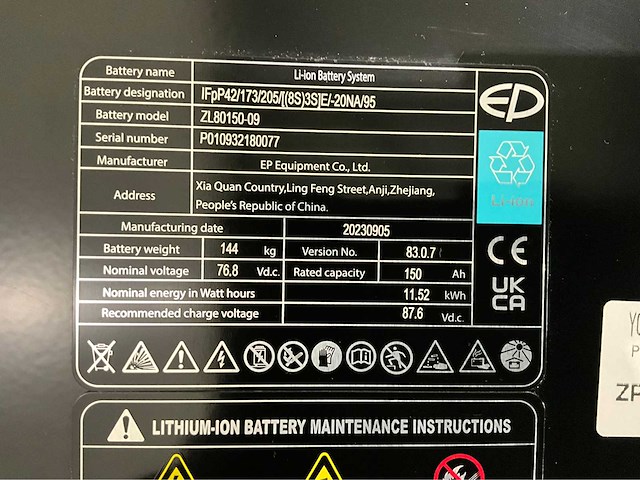 Battery name Li-ion Battery System
Battery designation IFpP42/173/205/[(8S)3S]E/-20NA/95
Battery model ZL80150-09
Serial number P010932180077
Manufacturer EP Equipment Co., Ltd.
Address Xia Quan Country,Ling Feng Street,Anji,Zhejiang,
People's Republic of China.
Manufacturing date 20230905
Battery weight 144 kg Version No. 83.0.7
Nominal voltage 76.8 Vd.c. Rated capacity 150 Ah
Nominal energy in Watt hours 11.52 kWh
Recommended charge voltage 87.6 Vd.c.
EP
Li-ion
CE
UK
CA
LITHIUM-ION BATTERY MAINTENANCE INSTRUCTIONS
YO
P
ZP